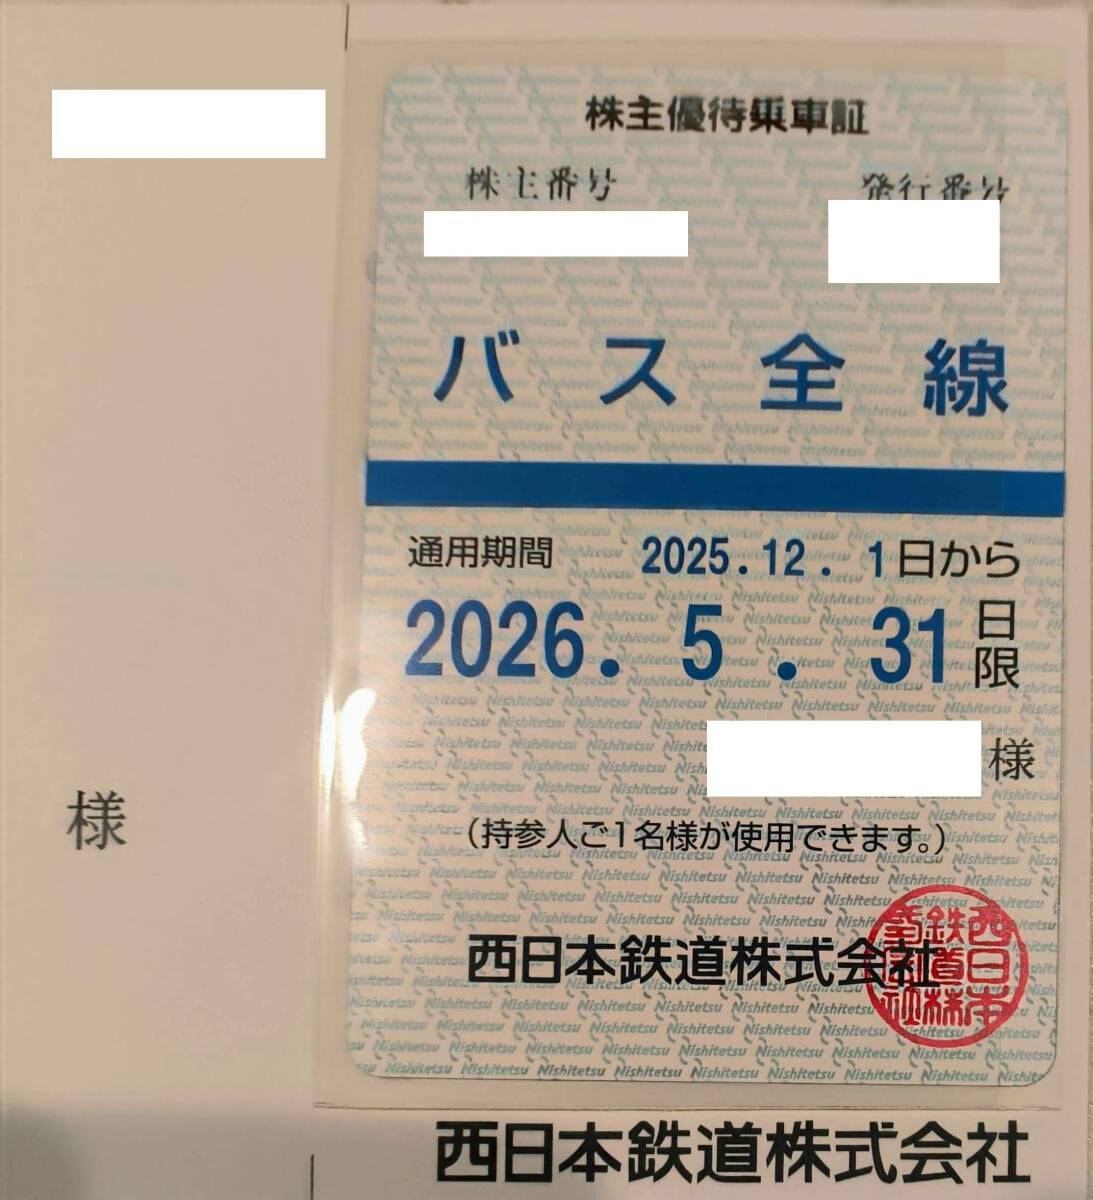 株主優待乗車証
株主番号 発行番号
バス全線
通用期間 2025.12. 1日から
2026. 5. 31日限
様
(持参人ご1名様が使用できます。)
西日本鉄道株式会社
西日本鉄道株式会社
様